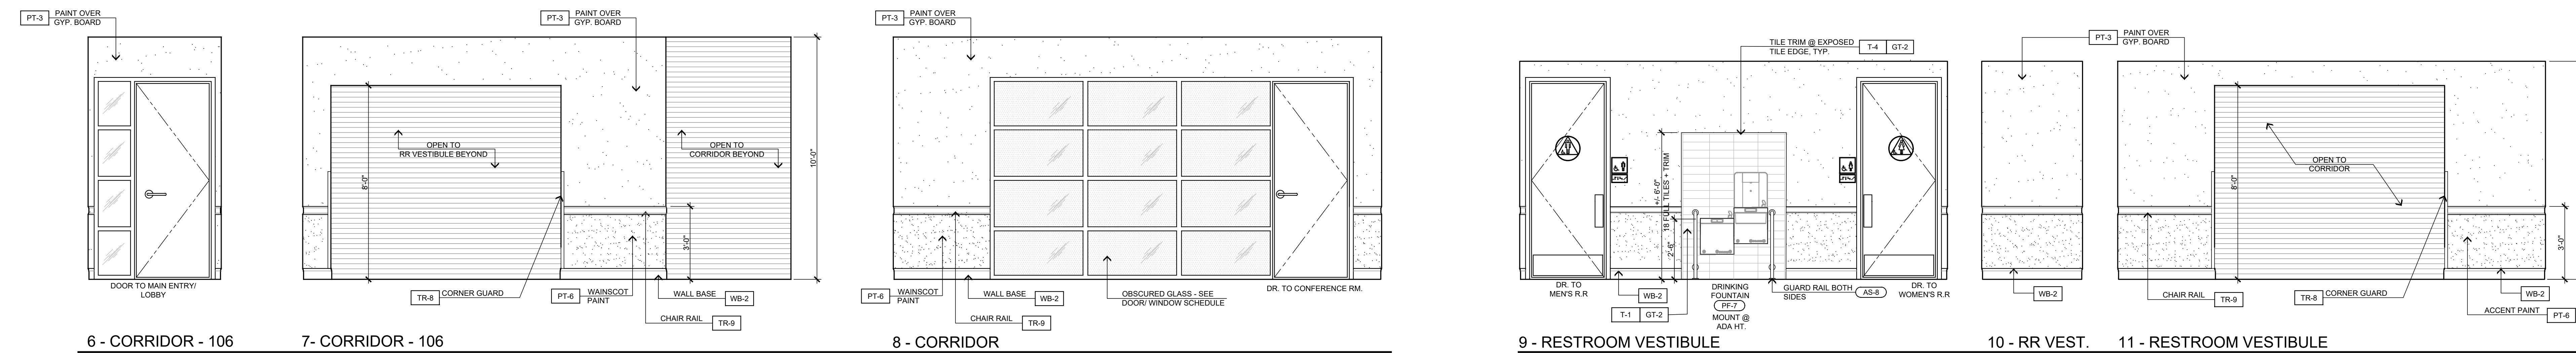 PT-3
PAINT OVER
GYP. BOARD
DOOR TO MAIN ENTRY/
LOBBY
6 - CORRIDOR - 106
PT-3
PAINT OVER
GYP. BOARD
8'-0"
OPEN TO
RR VESTIBULE BEYOND
OPEN TO
CORRIDOR BEYOND
10'-0"
3'-0"
TR-8
CORNER GUARD
PT-6
WAINSCOT
PAINT
WALL BASE
WB-2
CHAIR RAIL
TR-9
7- CORRIDOR - 106
PT-3
PAINT OVER
GYP. BOARD
PT-6
WAINSCOT
PAINT
WALL BASE
WB-2
CHAIR RAIL
TR-9
OBSCURED GLASS - SEE
DOOR/ WINDOW SCHEDULE
DR. TO CONFERENCE RM.
8 - CORRIDOR
TILE TRIM @ EXPOSED
TILE EDGE, TYP.
T-4
GT-2
+/- 6'-0"
18 FULL TILES + TRIM
2'-6"
DR. TO
MEN'S R.R
WB-2
T-1
GT-2
DRINKING
FOUNTAIN
PF-7
MOUNT @
ADA HT.
GUARD RAIL BOTH
SIDES
AS-8
DR. TO
WOMEN'S R.R
9 - RESTROOM VESTIBULE
PT-3
PAINT OVER
GYP. BOARD
WB-2
10 - RR VEST.
8'-0"
OPEN TO
CORRIDOR
3'-0"
CHAIR RAIL
TR-9
TR-8
CORNER GUARD
WB-2
ACCENT PAINT
PT-6
11 - RESTROOM VESTIBULE